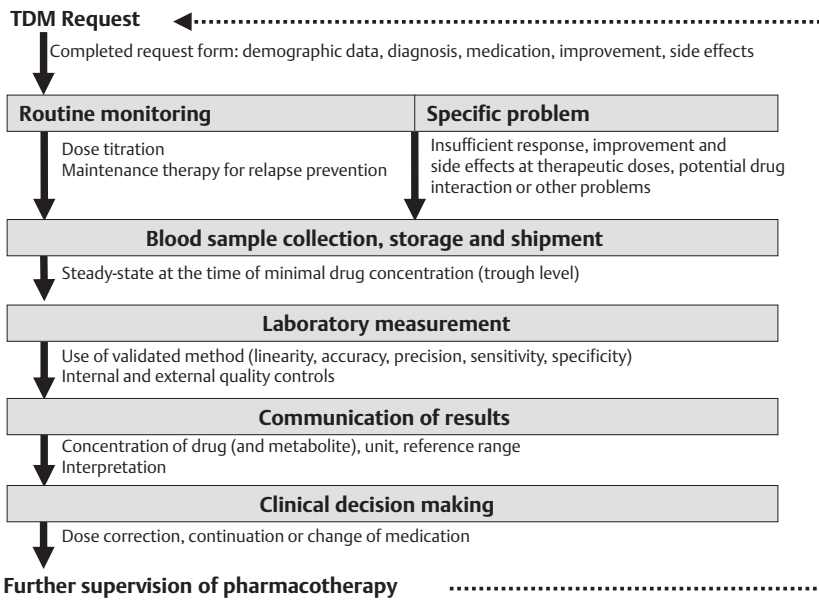 TDM Request
Completed request form: demographic data, diagnosis, medication, improvement, side effects
Routine monitoring
Specific problem
Dose titration
Maintenance therapy for relapse prevention
Insufficient response, improvement and
side effects at therapeutic doses, potential drug
interaction or other problems
Blood sample collection, storage and shipment
Steady-state at the time of minimal drug concentration (trough level)
Laboratory measurement
Use of validated method (linearity, accuracy, precision, sensitivity, specificity)
Internal and external quality controls
Communication of results
Concentration of drug (and metabolite), unit, reference range
Interpretation
Clinical decision making
Dose correction, continuation or change of medication
Further supervision of pharmacotherapy